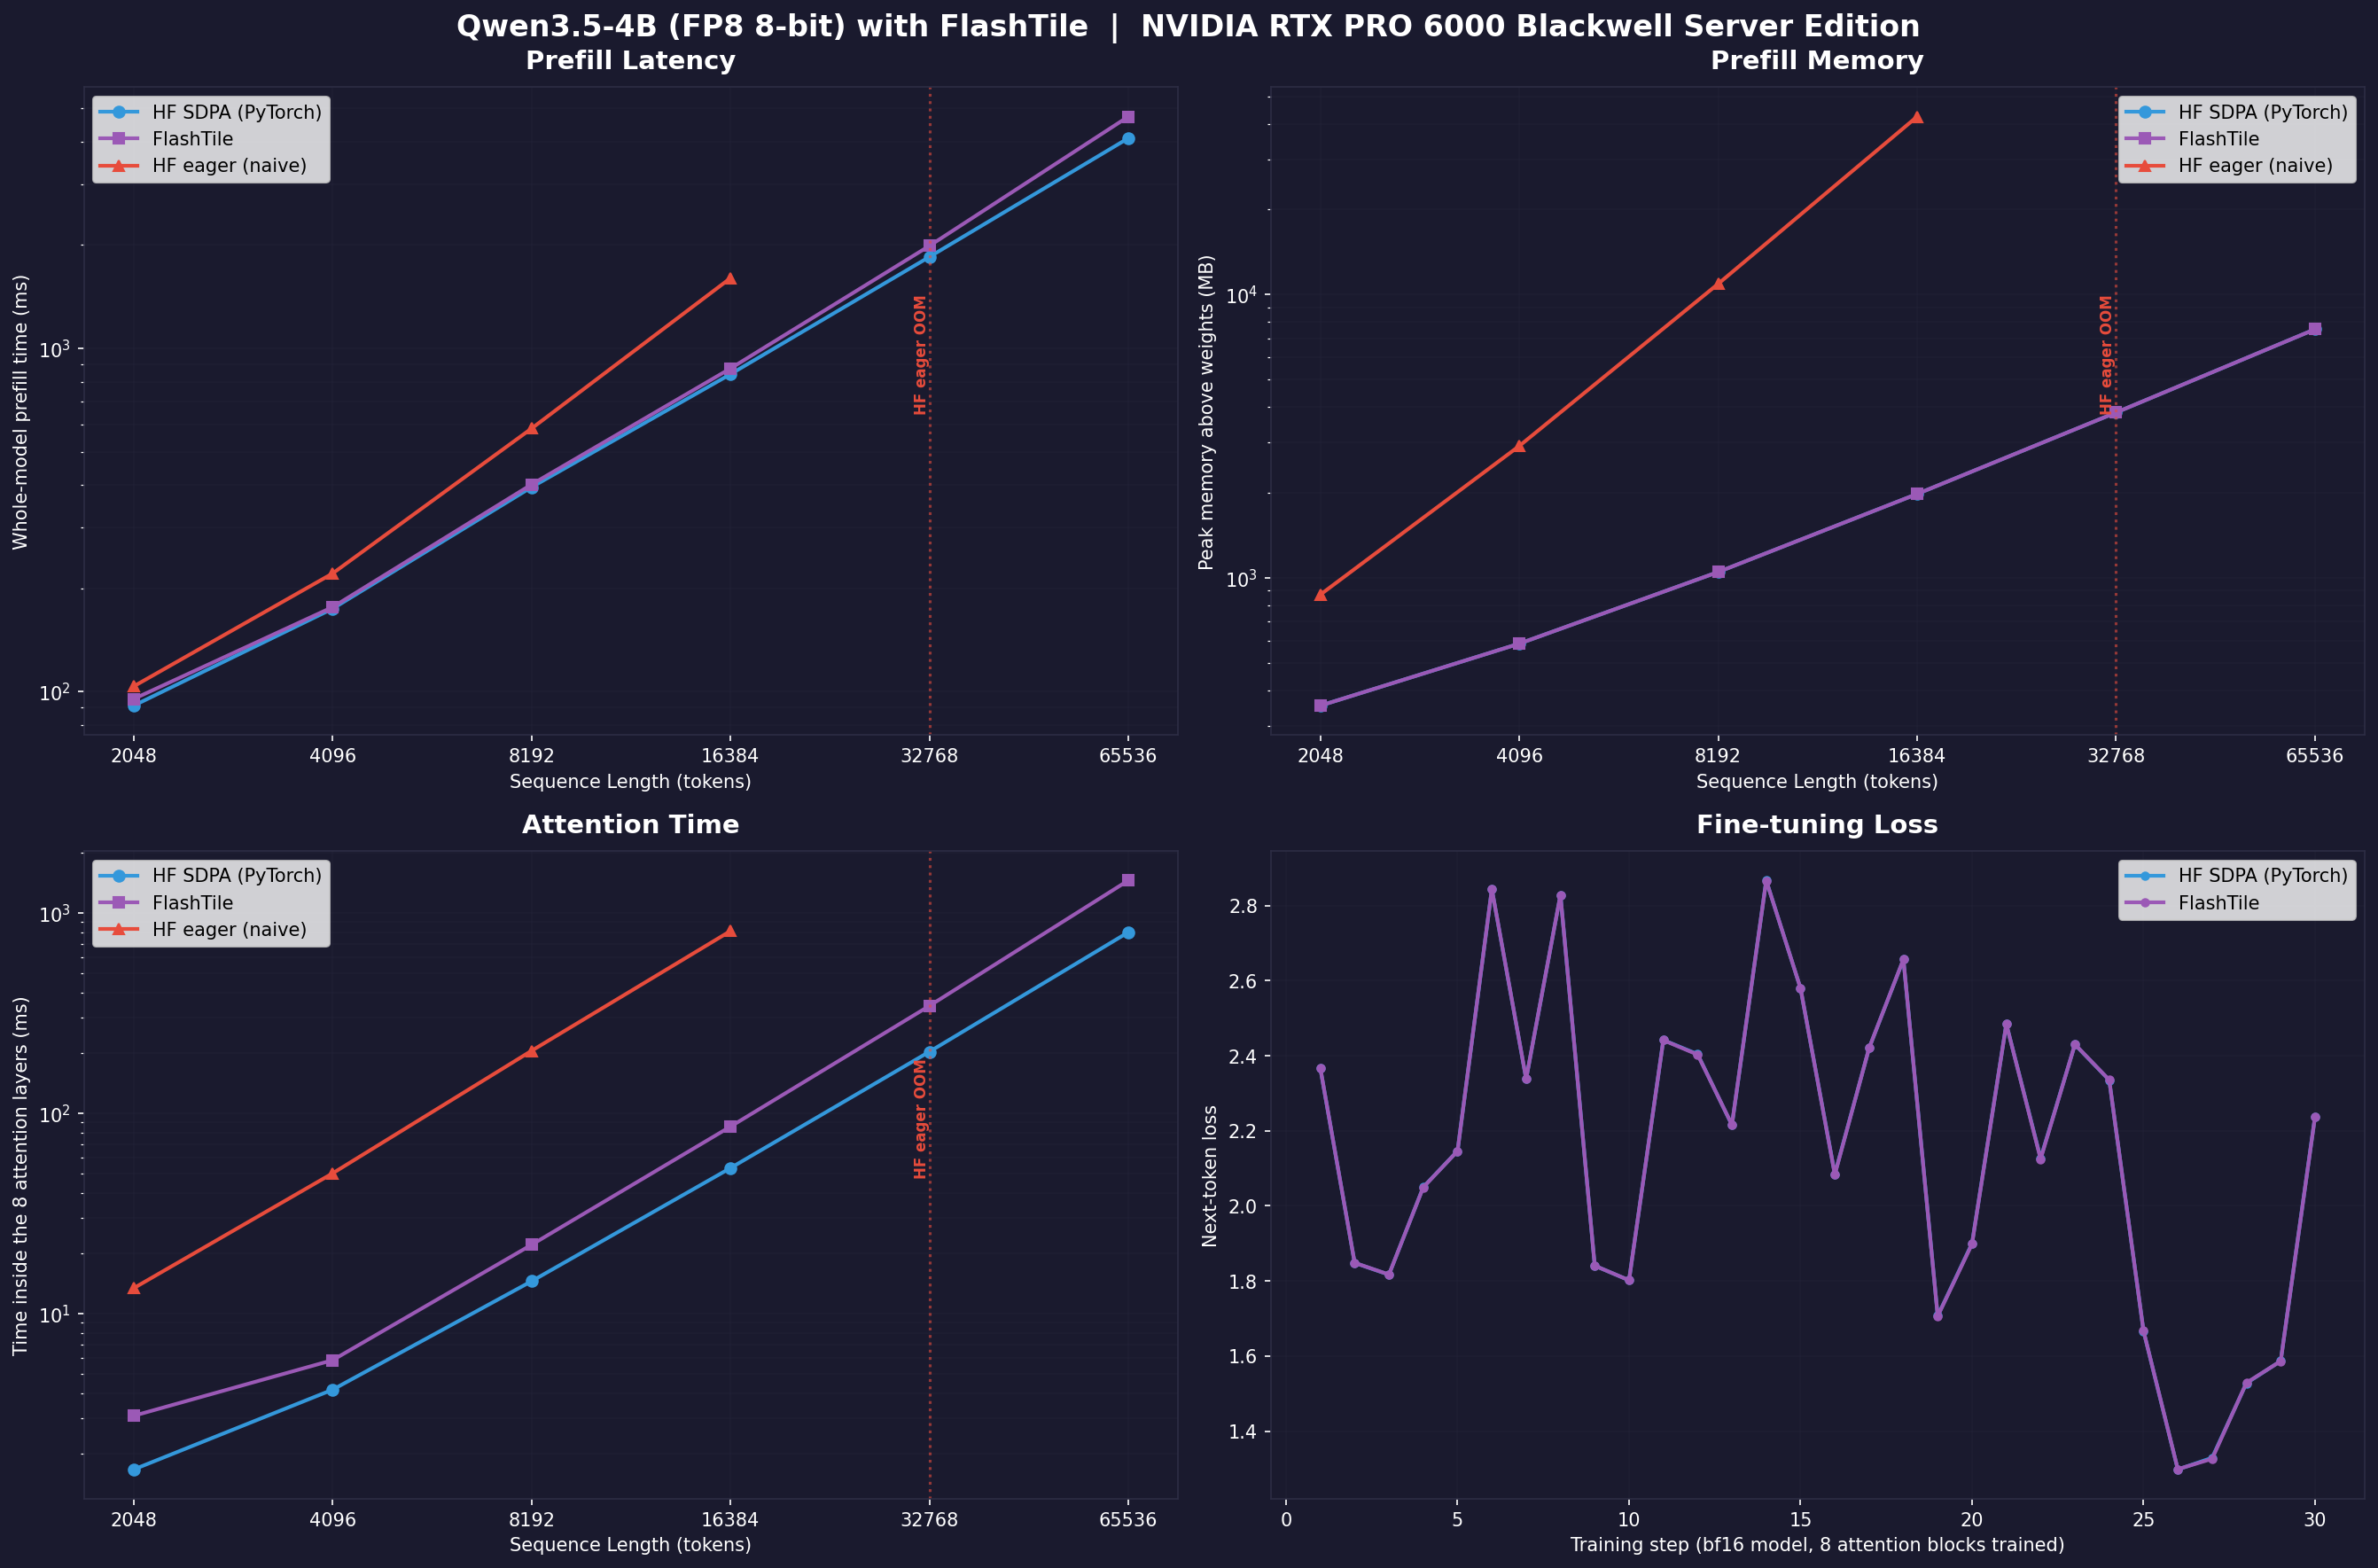 Qwen3.5-4B (FP8 8-bit) with FlashTile | NVIDIA RTX PRO 6000 Blackwell Server Edition
Prefill Latency
HF SDPA (PyTorch)
FlashTile
HF eager (naive)
Whole-model prefill time (ms)
10³
10²
HF eager OOM
2048 4096 8192 16384 32768 65536
Sequence Length (tokens)
Prefill Memory
HF SDPA (PyTorch)
FlashTile
HF eager (naive)
Peak memory above weights (MB)
10⁴
10³
HF eager OOM
2048 4096 8192 16384 32768 65536
Sequence Length (tokens)
Attention Time
HF SDPA (PyTorch)
FlashTile
HF eager (naive)
Time inside the 8 attention layers (ms)
10³
10²
10¹
HF eager OOM
2048 4096 8192 16384 32768 65536
Sequence Length (tokens)
Fine-tuning Loss
HF SDPA (PyTorch)
FlashTile
Next-token loss
2.8
2.6
2.4
2.2
2.0
1.8
1.6
1.4
0 5 10 15 20 25 30
Training step (bf16 model, 8 attention blocks trained)